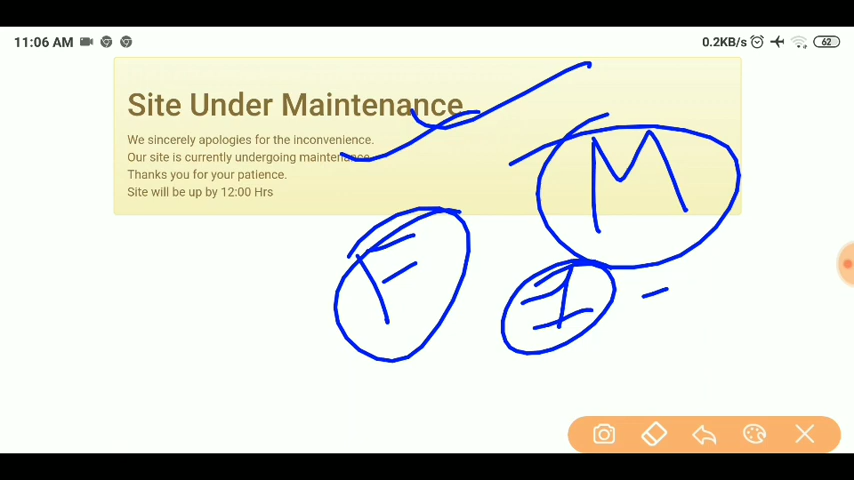 11:06 AM
0.2KB/s
62
Site Under Maintenance
We sincerely apologies for the inconvenience.
Our site is currently undergoing maintenance.
Thanks you for your patience.
Site will be up by 12:00 Hrs
M
F
I